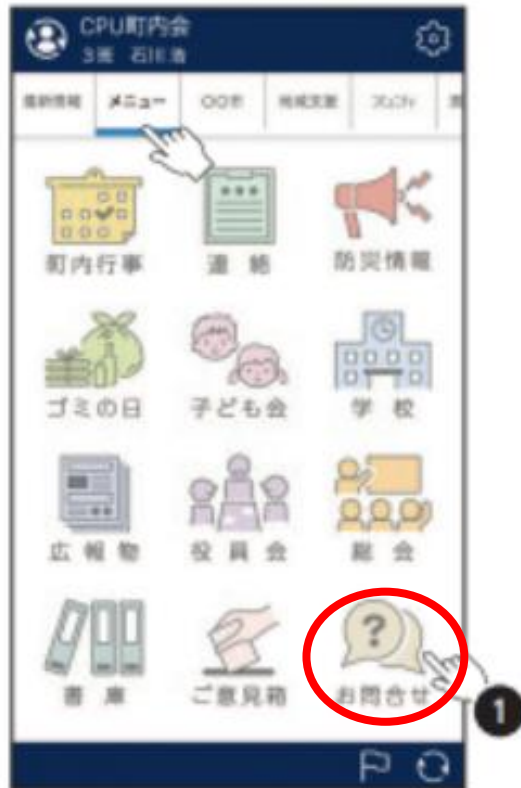 CPU町内会
3班 石川 浩
最新情報 メニュー ○○市 地域支援
町内行事 連絡 防災情報
ゴミの日 子ども会 学校
広報物 役員会 総会
?
書庫 ご意見箱 お問合せ
1